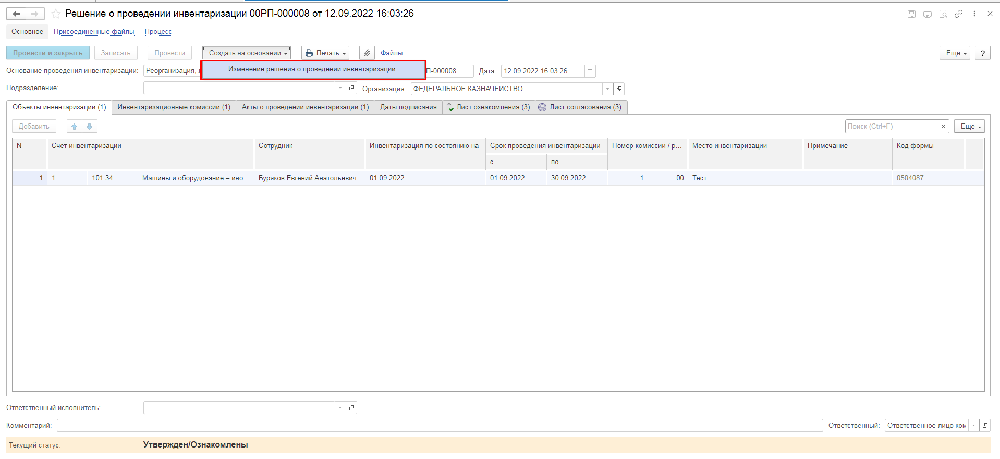 Решение о проведении инвентаризации 00РП-000008 от 12.09.2022 16:03:26
Основное Присоединенные файлы Процесс
Провести и закрыть Записать Провести Создать на основании Печать Файлы Еще ?
Изменение решения о проведении инвентаризации
Основание проведения инвентаризации: Реорганизация, П-000008 Дата: 12.09.2022 16:03:26
Подразделение: Организация: ФЕДЕРАЛЬНОЕ КАЗНАЧЕЙСТВО
Объекты инвентаризации (1) Инвентаризационные комиссии (1) Акты о проведении инвентаризации (1) Даты подписания Лист ознакомления (3) Лист согласования (3)
Добавить Поиск (Ctrl+F) × Еще
N Счет инвентаризации Сотрудник Инвентаризация по состоянию на Срок проведения инвентаризации Номер комиссии / р... Место инвентаризации Примечание Код формы
с по
1 1 101.34 Машины и оборудование – ино... Буряков Евгений Анатольевич 01.09.2022 01.09.2022 30.09.2022 1 00 Тест 0504087
Ответственный исполнитель:
Комментарий: Ответственный: Ответственное лицо ком
Текущий статус: Утвержден/Ознакомлены